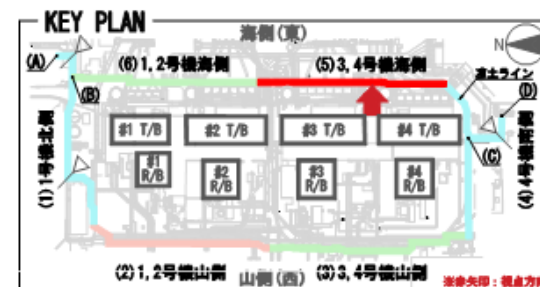 KEY PLAN
海側(東)
N
(A)
(6)1,2号機海側
(5)3,4号機海側
富士ライン
(B)
(D)
#1 T/B
#2 T/B
#3 T/B
#4 T/B
#1
R/B
#2
R/B
#3
R/B
#4
R/B
(C)
(1)1号機北側
(4)4号機南側
(2)1,2号機山側
山側(西)
(3)3,4号機山側
※赤矢印:視点方向